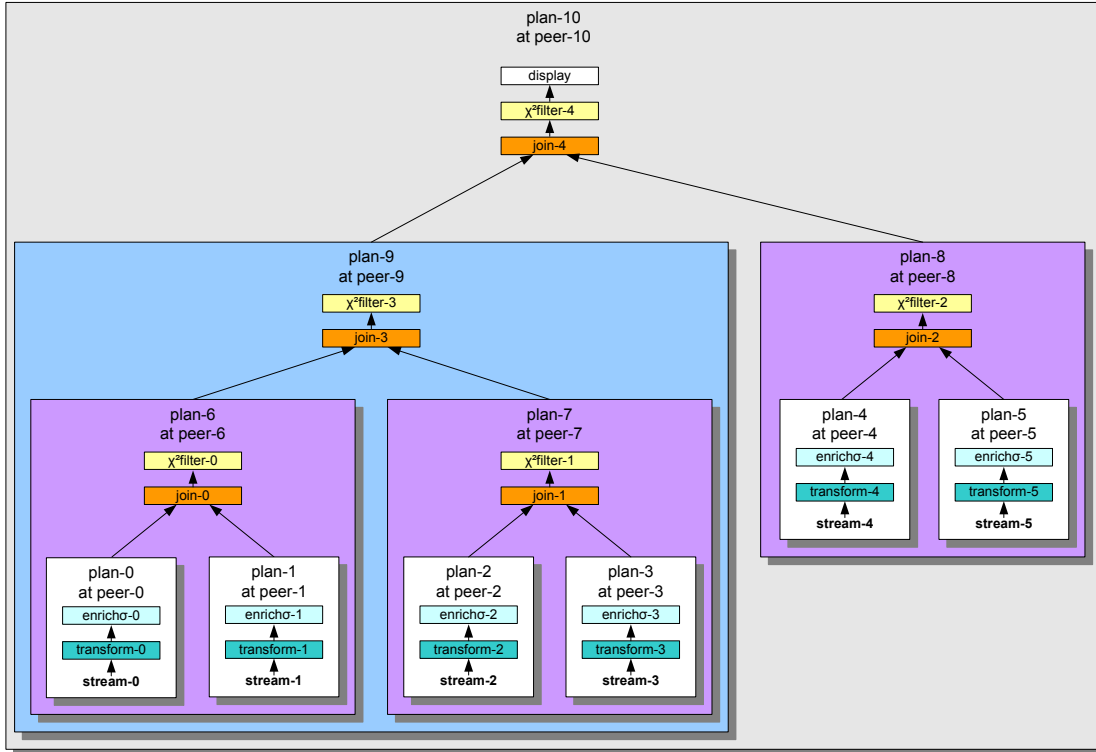 plan-10
at peer-10
display
χ²filter-4
join-4
plan-9
at peer-9
χ²filter-3
join-3
plan-8
at peer-8
χ²filter-2
join-2
plan-6
at peer-6
χ²filter-0
join-0
plan-7
at peer-7
χ²filter-1
join-1
plan-4
at peer-4
enrichσ-4
transform-4
stream-4
plan-5
at peer-5
enrichσ-5
transform-5
stream-5
plan-0
at peer-0
enrichσ-0
transform-0
stream-0
plan-1
at peer-1
enrichσ-1
transform-1
stream-1
plan-2
at peer-2
enrichσ-2
transform-2
stream-2
plan-3
at peer-3
enrichσ-3
transform-3
stream-3